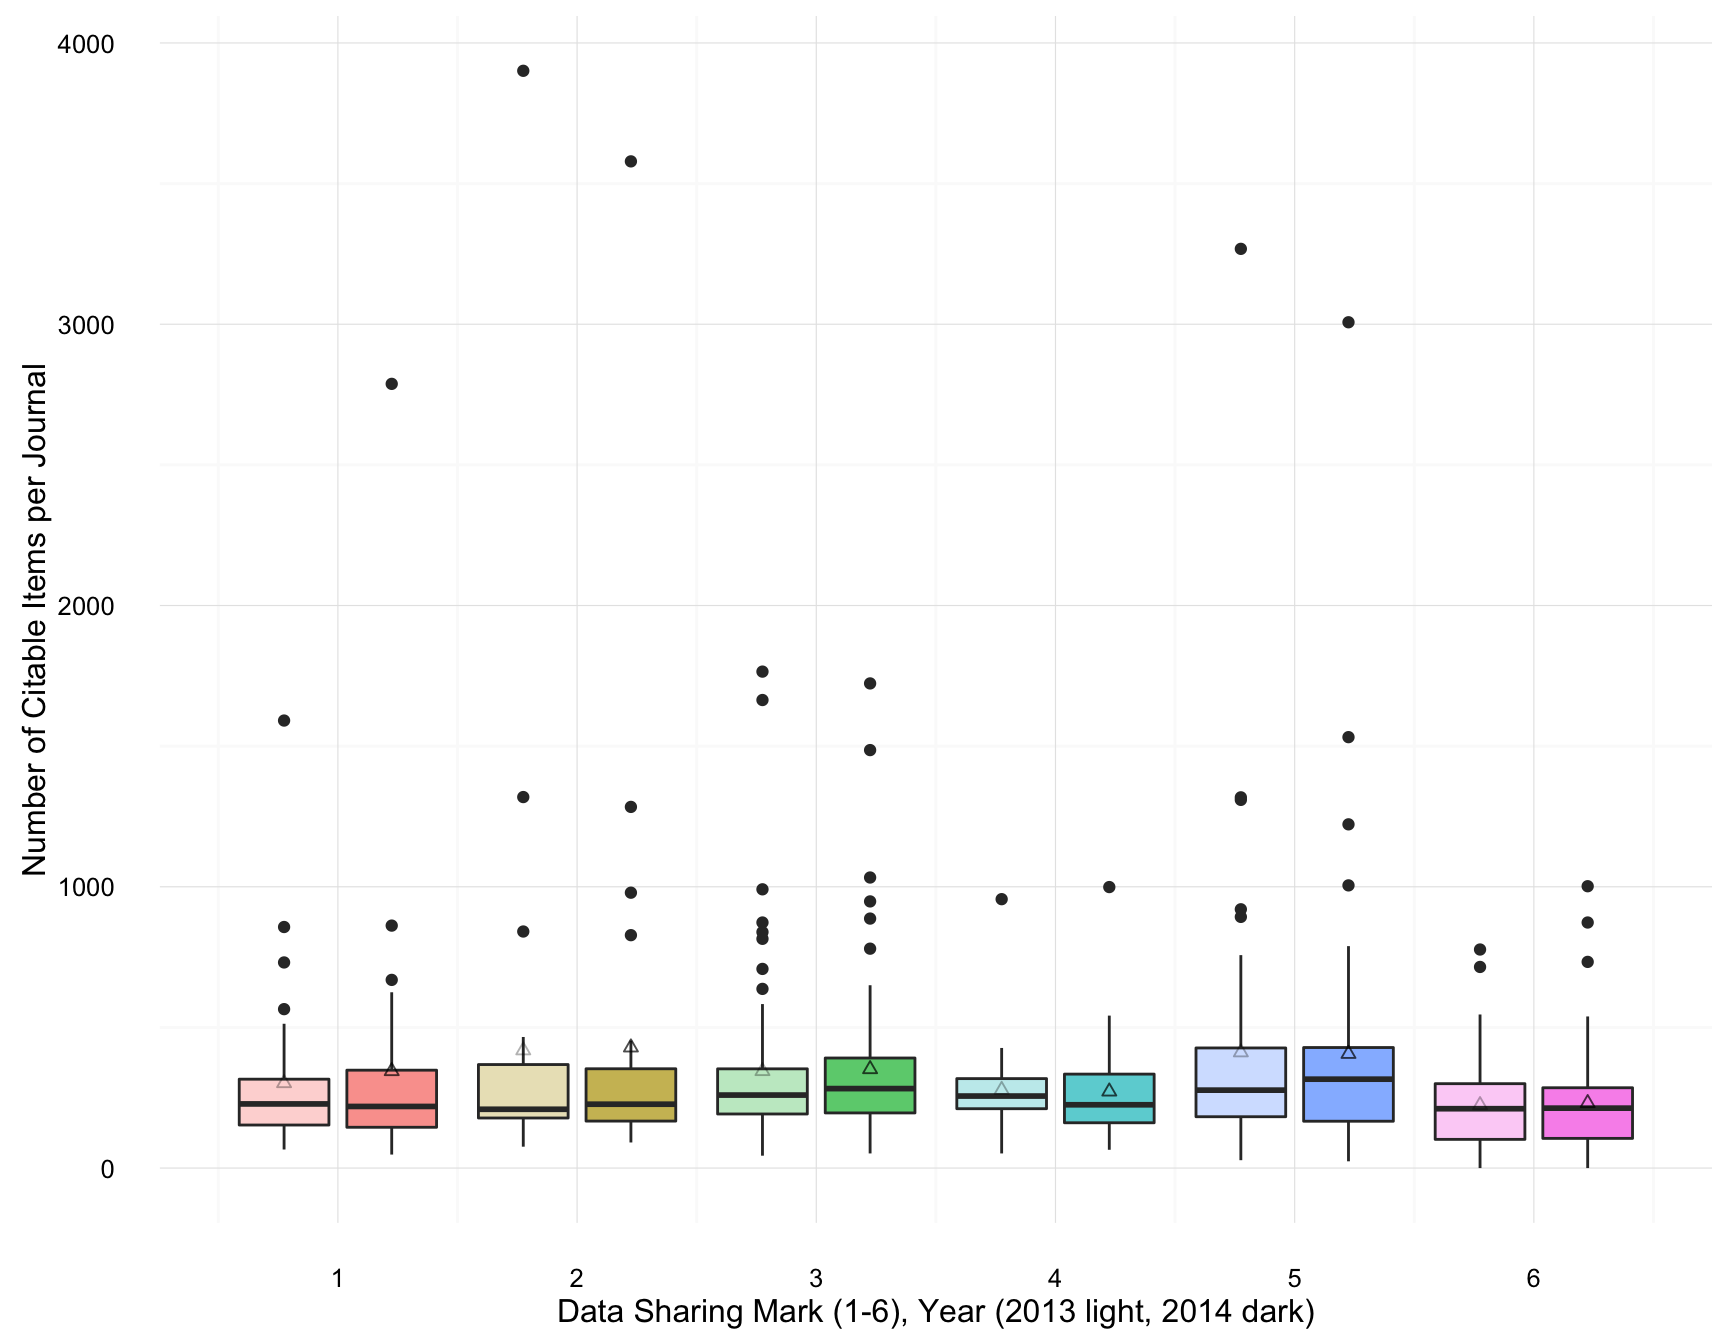 4000
3000
2000
1000
0
Number of Citable Items per Journal
1 2 3 4 5 6
Data Sharing Mark (1-6), Year (2013 light, 2014 dark)